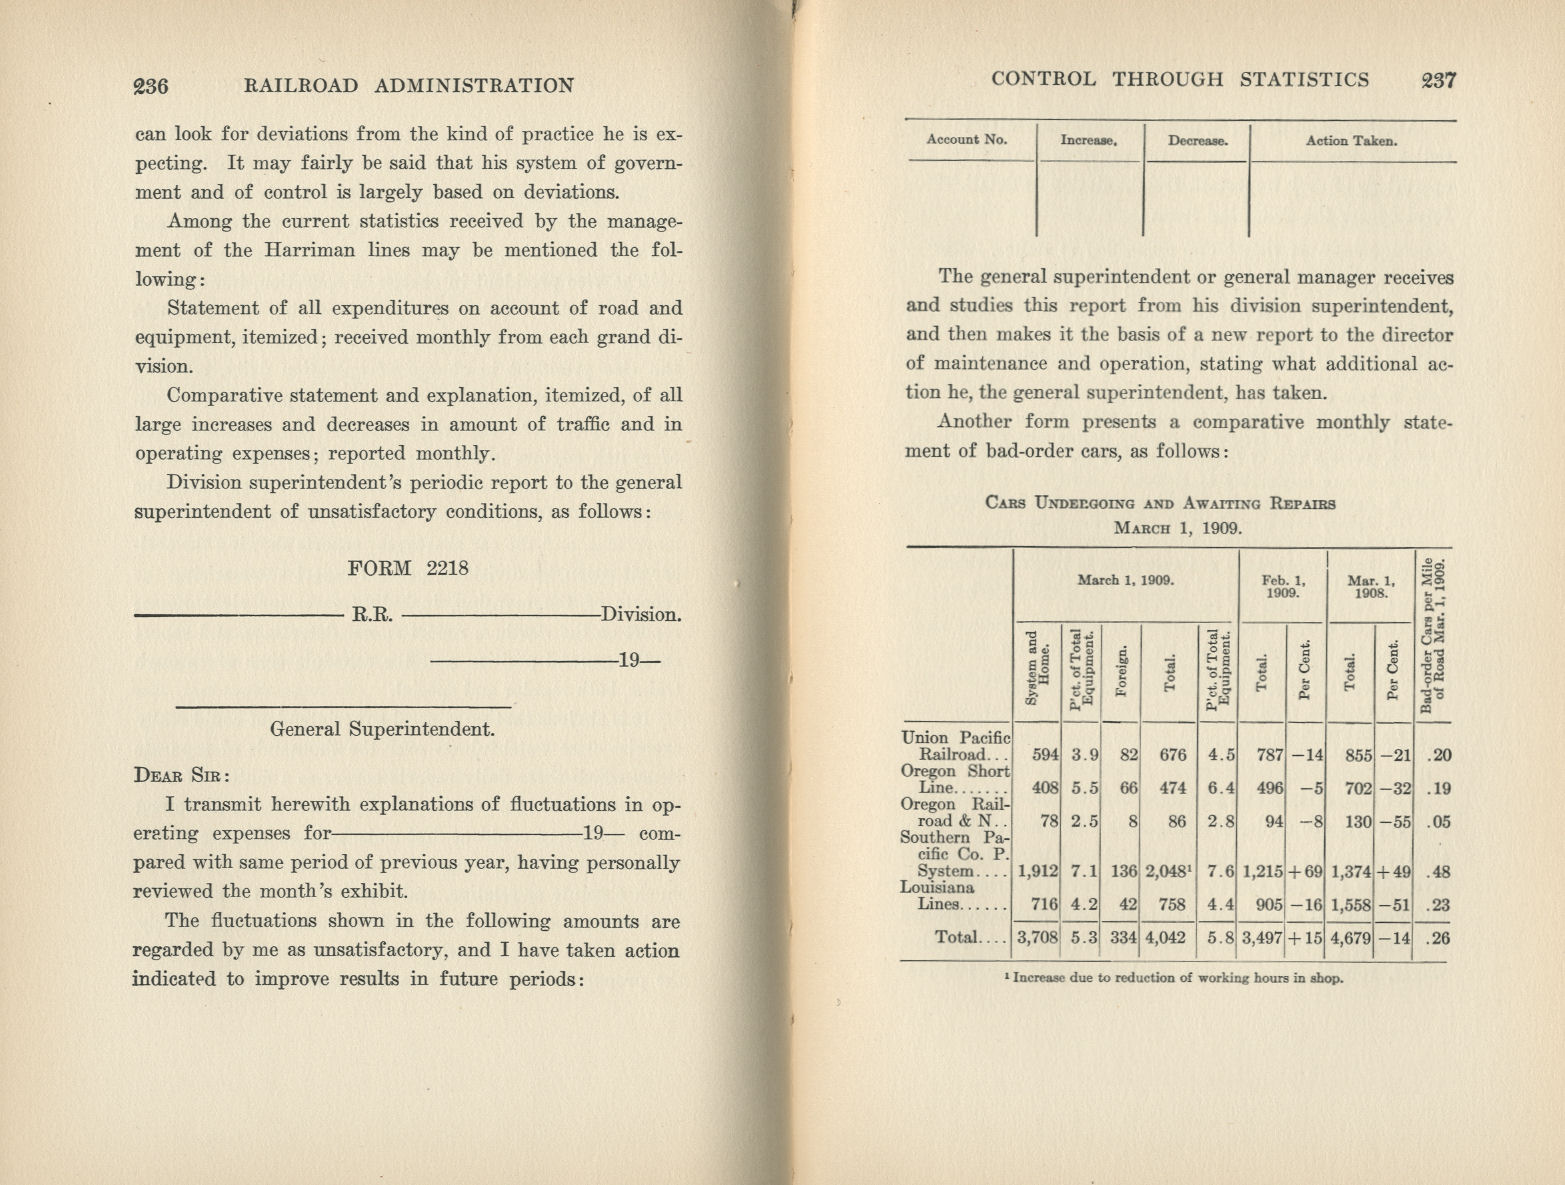 236 RAILROAD ADMINISTRATION
can look for deviations from the kind of practice he is ex-
pecting. It may fairly be said that his system of govern-
ment and of control is largely based on deviations.
Among the current statistics received by the manage-
ment of the Harriman lines may be mentioned the fol-
lowing:
Statement of all expenditures on account of road and
equipment, itemized; received monthly from each grand di-
vision.
Comparative statement and explanation, itemized, of all
large increases and decreases in amount of traffic and in
operating expenses; reported monthly.
Division superintendent's periodic report to the general
superintendent of unsatisfactory conditions, as follows:
FORM 2218
——— R.R. ———Division.
———19—
General Superintendent.
DEAR SIR:
I transmit herewith explanations of fluctuations in op-
erating expenses for———19— com-
pared with same period of previous year, having personally
reviewed the month's exhibit.
The fluctuations shown in the following amounts are
regarded by me as unsatisfactory, and I have taken action
indicated to improve results in future periods:
CONTROL THROUGH STATISTICS 237
Account No. Increase. Decrease. Action Taken.
The general superintendent or general manager receives
and studies this report from his division superintendent,
and then makes it the basis of a new report to the director
of maintenance and operation, stating what additional ac-
tion he, the general superintendent, has taken.
Another form presents a comparative monthly state-
ment of bad-order cars, as follows:
CARS UNDERGOING AND AWAITING REPAIRS
MARCH 1, 1909.
March 1, 1909. Feb. 1, 1909. Mar. 1, 1908. Bad-order Cars per Mile of Road Mar. 1, 1909.
System and Home. P'ct. of Total Equipment. Foreign. Total. P'ct. of Total Equipment. Total. Per Cent. Total. Per Cent.
Union Pacific
Railroad... 594 3.9 82 676 4.5 787 −14 855 −21 .20
Oregon Short
Line....... 408 5.5 66 474 6.4 496 −5 702 −32 .19
Oregon Rail-
road & N.. 78 2.5 8 86 2.8 94 −8 130 −55 .05
Southern Pa-
cific Co. P.
System.... 1,912 7.1 136 2,048¹ 7.6 1,215 +69 1,374 +49 .48
Louisiana
Lines...... 716 4.2 42 758 4.4 905 −16 1,558 −51 .23
Total.... 3,708 5.3 334 4,042 5.8 3,497 +15 4,679 −14 .26
¹ Increase due to reduction of working hours in shop.